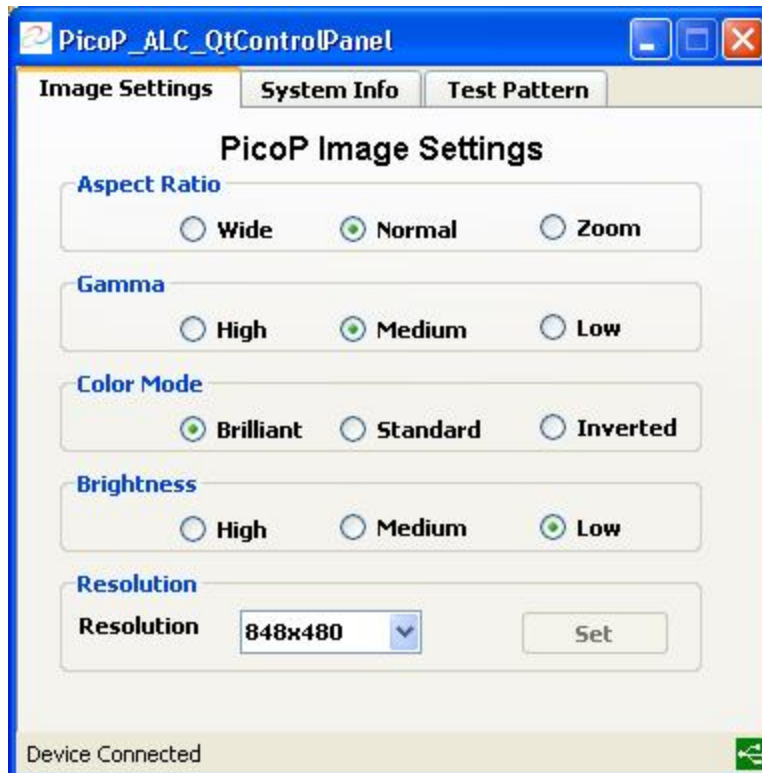 PicoP_ALC_QtControlPanel
Image Settings System Info Test Pattern
PicoP Image Settings
Aspect Ratio
Wide Normal Zoom
Gamma
High Medium Low
Color Mode
Brilliant Standard Inverted
Brightness
High Medium Low
Resolution
Resolution 848x480 Set
Device Connected